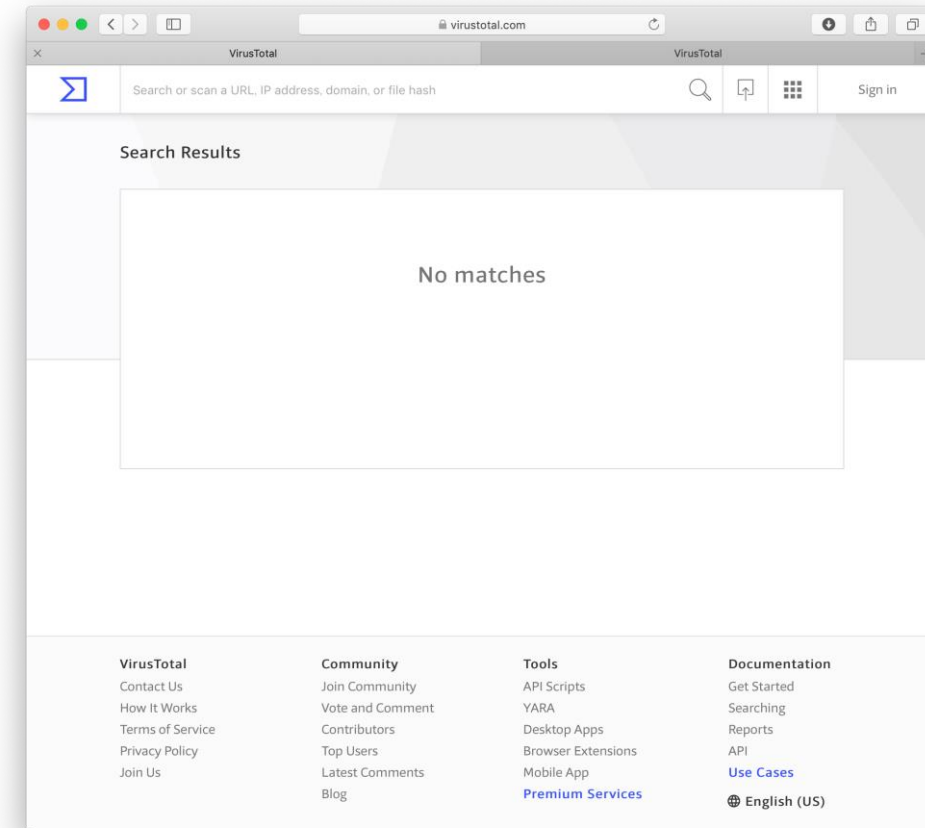 virustotal.com
VirusTotal
VirusTotal
Search or scan a URL, IP address, domain, or file hash
Sign in
Search Results
No matches
VirusTotal
Contact Us
How It Works
Terms of Service
Privacy Policy
Join Us
Community
Join Community
Vote and Comment
Contributors
Top Users
Latest Comments
Blog
Tools
API Scripts
YARA
Desktop Apps
Browser Extensions
Mobile App
Premium Services
Documentation
Get Started
Searching
Reports
API
Use Cases
English (US)